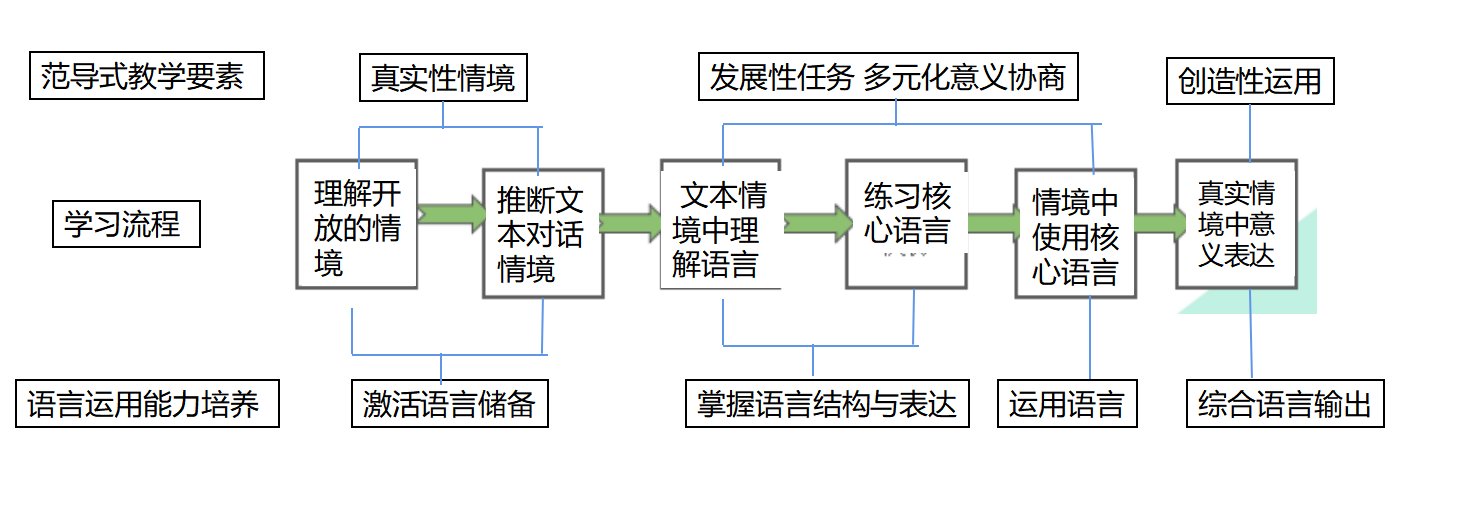 范导式教学要素
真实性情境
发展性任务 多元化意义协商
创造性运用
学习流程
理解开
放的情
境
推断文
本对话
情境
文本情
境中理
解语言
练习核
心语言
情境中
使用核
心语言
真实情
境中意
义表达
语言运用能力培养
激活语言储备
掌握语言结构与表达
运用语言
综合语言输出